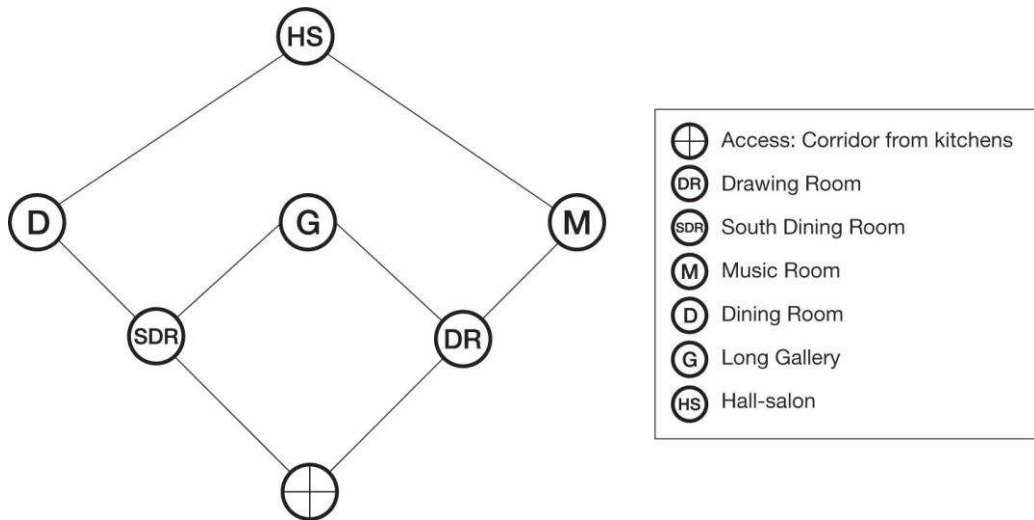 HS
D
G
M
SDR
DR
Access: Corridor from kitchens
DR Drawing Room
SDR South Dining Room
M Music Room
D Dining Room
G Long Gallery
HS Hall-salon